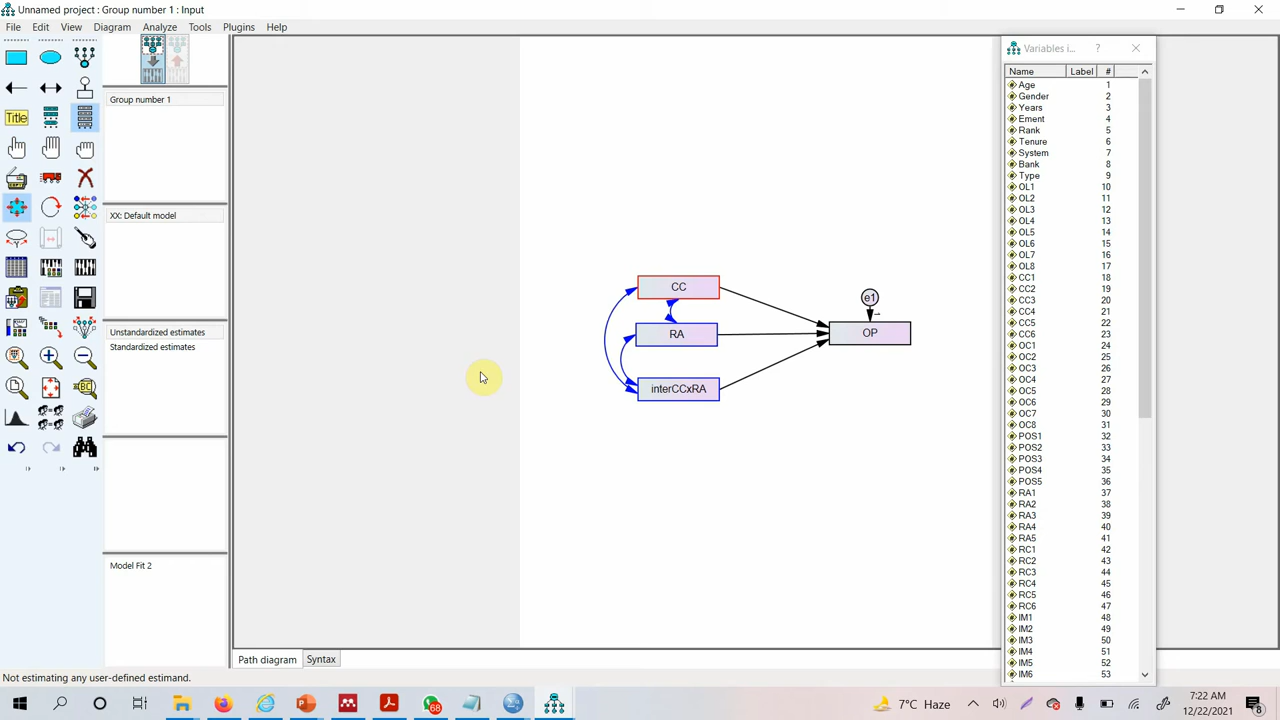 Unnamed project : Group number 1 : Input
File Edit View Diagram Analyze Tools Plugins Help
Title
Group number 1
XX: Default model
Unstandardized estimates
Standardized estimates
Model Fit 2
CC
RA
interCCxRA
e1
1
OP
Path diagram
Syntax
Not estimating any user-defined estimand.
Variables i...
?
Name Label #
Age 1
Gender 2
Years 3
Ement 4
Rank 5
Tenure 6
System 7
Bank 8
Type 9
OL1 10
OL2 11
OL3 12
OL4 13
OL5 14
OL6 15
OL7 16
OL8 17
CC1 18
CC2 19
CC3 20
CC4 21
CC5 22
CC6 23
OC1 24
OC2 25
OC3 26
OC4 27
OC5 28
OC6 29
OC7 30
OC8 31
POS1 32
POS2 33
POS3 34
POS4 35
POS5 36
RA1 37
RA2 38
RA3 39
RA4 40
RA5 41
RC1 42
RC2 43
RC3 44
RC4 45
RC5 46
RC6 47
IM1 48
IM2 49
IM3 50
IM4 51
IM5 52
IM6 53
68
7°C Haze
7:22 AM
12/22/2021
8